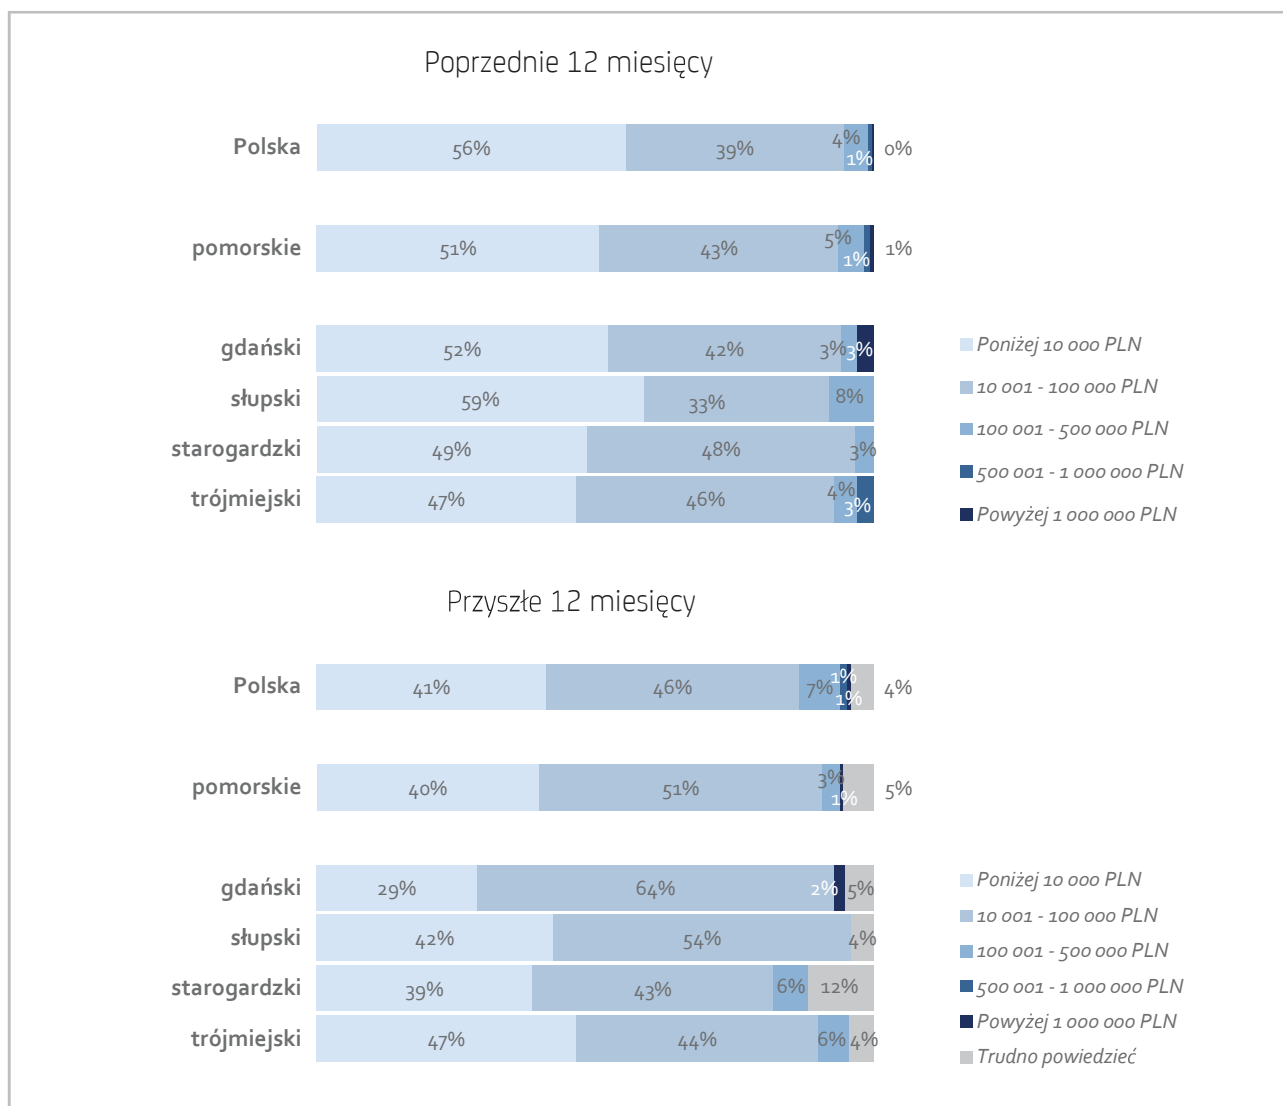 Poprzednie 12 miesięcy
Polska 56% 39% 4% 1% 0%
pomorskie 51% 43% 5% 1% 1%
gdański 52% 42% 3% 3%
słupski 59% 33% 8%
starogardzki 49% 48% 3%
trójmiejski 47% 46% 4% 3%
Poniżej 10 000 PLN
10 001 - 100 000 PLN
100 001 - 500 000 PLN
500 001 - 1 000 000 PLN
Powyżej 1 000 000 PLN
Przyszłe 12 miesięcy
Polska 41% 46% 7% 1% 1% 4%
pomorskie 40% 51% 3% 1% 5%
gdański 29% 64% 2% 5%
słupski 42% 54% 4%
starogardzki 39% 43% 6% 12%
trójmiejski 47% 44% 6% 4%
Poniżej 10 000 PLN
10 001 - 100 000 PLN
100 001 - 500 000 PLN
500 001 - 1 000 000 PLN
Powyżej 1 000 000 PLN
Trudno powiedzieć